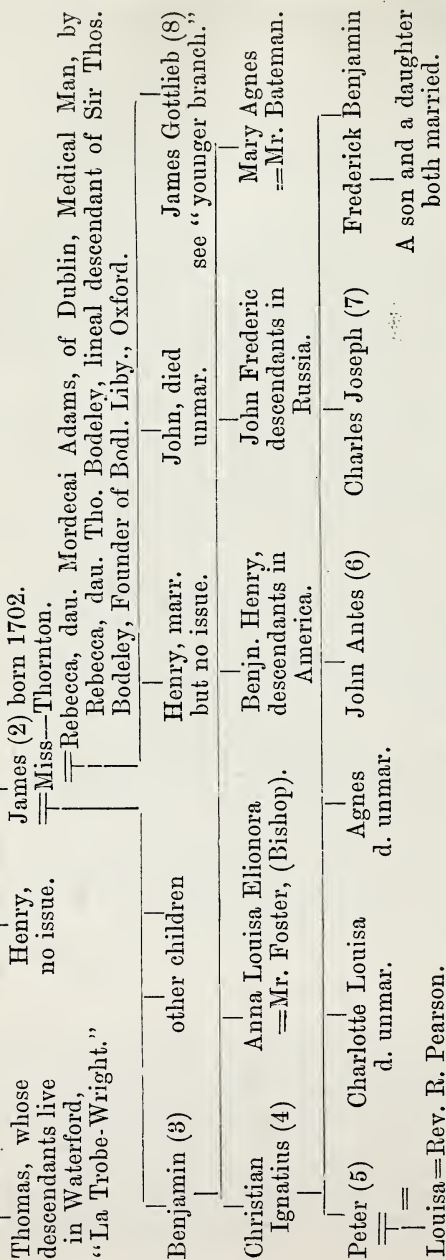 Thomas, whose
descendants live
in Waterford,
“La Trobe-Wright.”
Henry,
no issue.
James (2) born 1702.
=Miss—Thornton.
=Rebecca, dau. Mordecai Adams, of Dublin, Medical Man, by
Rebecca, dau. Tho. Bodeley, lineal descendant of Sir Thos.
Bodeley, Founder of Bodl. Liby., Oxford.
Benjamin (3)
other children
Henry, marr.
but no issue.
John, died
unmar.
James Gottlieb (8)
see “younger branch.”
Christian
Ignatius (4)
Anna Louisa Elionora
=Mr. Foster, (Bishop).
Benjn. Henry,
descendants in
America.
John Frederic
descendants in
Russia.
Mary Agnes
=Mr. Bateman.
Peter (5)
=
=
Charlotte Louisa
d. unmar.
Agnes
d. unmar.
John Antes (6)
Charles Joseph (7)
Frederick Benjamin
A son and a daughter
both married.
Louisa=Rev. R. Pearson.